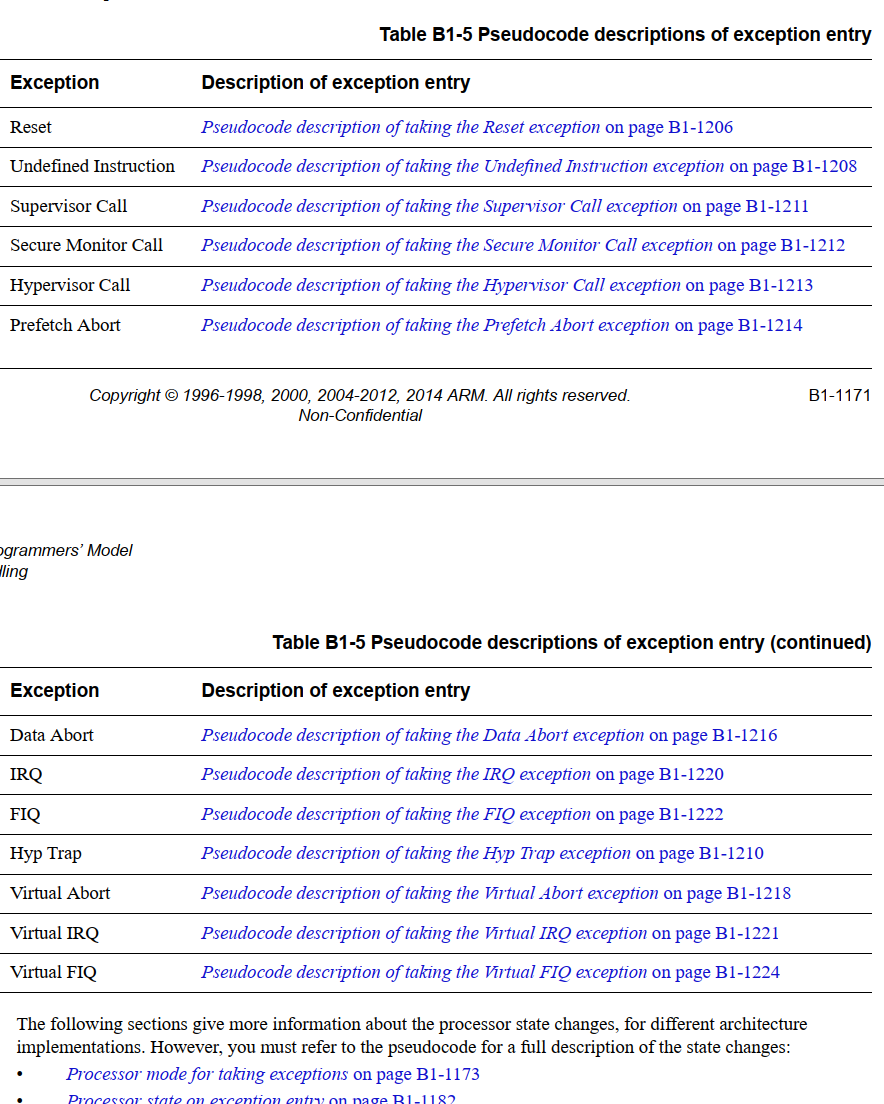 Table B1-5 Pseudocode descriptions of exception entry
Exception Description of exception entry
Reset Pseudocode description of taking the Reset exception on page B1-1206
Undefined Instruction Pseudocode description of taking the Undefined Instruction exception on page B1-1208
Supervisor Call Pseudocode description of taking the Supervisor Call exception on page B1-1211
Secure Monitor Call Pseudocode description of taking the Secure Monitor Call exception on page B1-1212
Hypervisor Call Pseudocode description of taking the Hypervisor Call exception on page B1-1213
Prefetch Abort Pseudocode description of taking the Prefetch Abort exception on page B1-1214
Copyright © 1996-1998, 2000, 2004-2012, 2014 ARM. All rights reserved. B1-1171
Non-Confidential
ogrammers’ Model
lling
Table B1-5 Pseudocode descriptions of exception entry (continued)
Exception Description of exception entry
Data Abort Pseudocode description of taking the Data Abort exception on page B1-1216
IRQ Pseudocode description of taking the IRQ exception on page B1-1220
FIQ Pseudocode description of taking the FIQ exception on page B1-1222
Hyp Trap Pseudocode description of taking the Hyp Trap exception on page B1-1210
Virtual Abort Pseudocode description of taking the Virtual Abort exception on page B1-1218
Virtual IRQ Pseudocode description of taking the Virtual IRQ exception on page B1-1221
Virtual FIQ Pseudocode description of taking the Virtual FIQ exception on page B1-1224
The following sections give more information about the processor state changes, for different architecture
implementations. However, you must refer to the pseudocode for a full description of the state changes:
• Processor mode for taking exceptions on page B1-1173
• Processor state on exception entry on page B1-1182